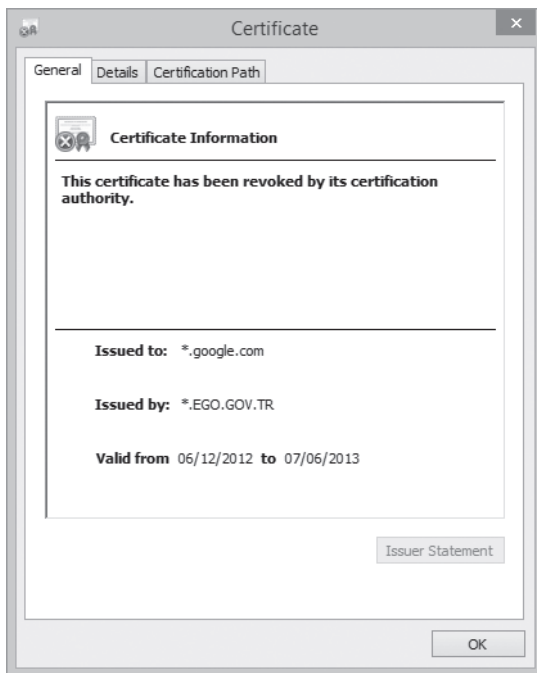 Certificate
General Details Certification Path
Certificate Information
This certificate has been revoked by its certification
authority.
Issued to: *.google.com
Issued by: *.EGO.GOV.TR
Valid from 06/12/2012 to 07/06/2013
Issuer Statement
OK